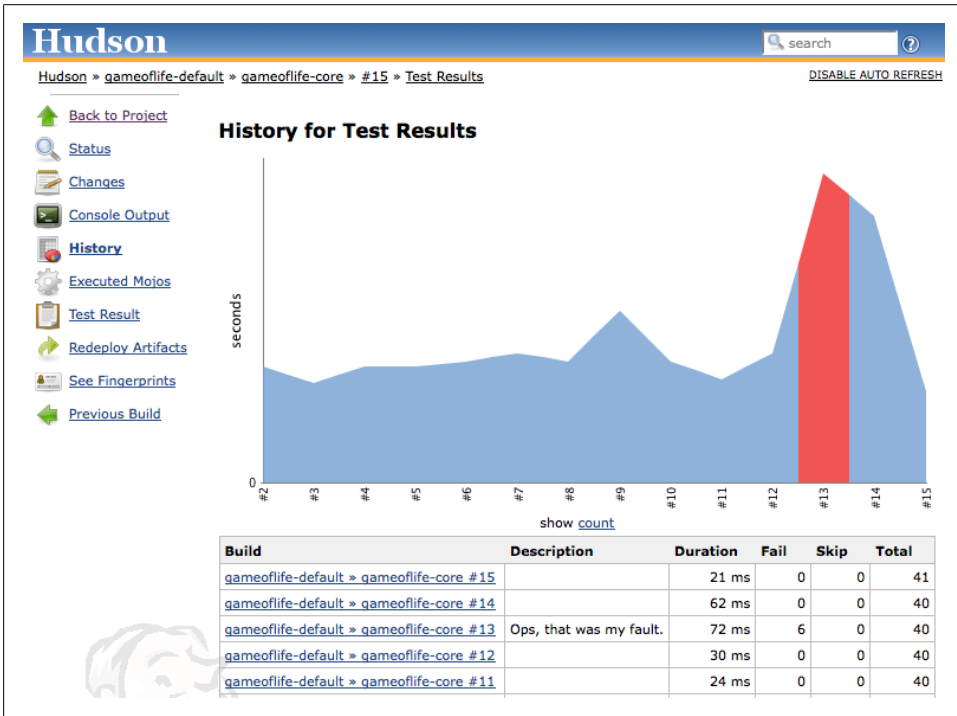 Hudson
search
?
Hudson » gameoflife-default » gameoflife-core » #15 » Test Results
DISABLE AUTO REFRESH
Back to Project
Status
Changes
Console Output
History
Executed Mojos
Test Result
Redeploy Artifacts
See Fingerprints
Previous Build
History for Test Results
seconds
0
#2 #3 #4 #5 #6 #7 #8 #9 #10 #11 #12 #13 #14 #15
show count
Build Description Duration Fail Skip Total
gameoflife-default » gameoflife-core #15 21 ms 0 0 41
gameoflife-default » gameoflife-core #14 62 ms 0 0 40
gameoflife-default » gameoflife-core #13 Ops, that was my fault. 72 ms 6 0 40
gameoflife-default » gameoflife-core #12 30 ms 0 0 40
gameoflife-default » gameoflife-core #11 24 ms 0 0 40